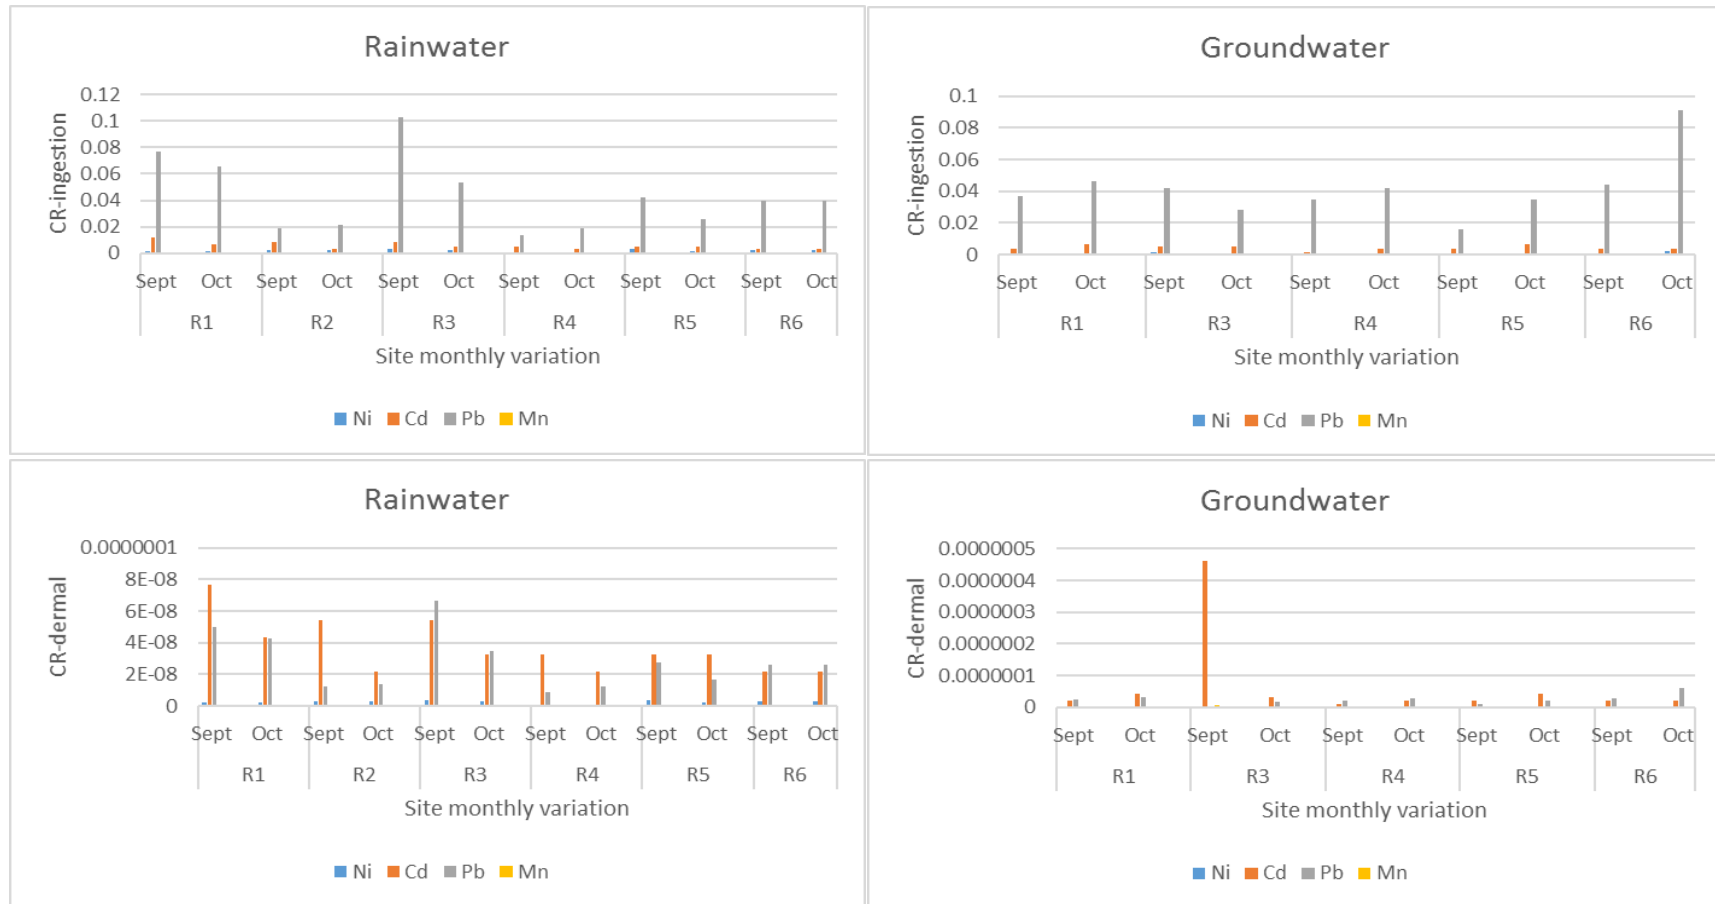 Rainwater
0.12
0.1
0.08
0.06
0.04
0.02
0
CR-ingestion
Sept Oct Sept Oct Sept Oct Sept Oct Sept Oct Sept Oct
R1 R2 R3 R4 R5 R6
Site monthly variation
Ni Cd Pb Mn
Groundwater
0.1
0.08
0.06
0.04
0.02
0
CR-ingestion
Sept Oct Sept Oct Sept Oct Sept Oct Sept Oct
R1 R3 R4 R5 R6
Site monthly variation
Ni Cd Pb Mn
Rainwater
0.0000001
8E-08
6E-08
4E-08
2E-08
0
CR-dermal
Sept Oct Sept Oct Sept Oct Sept Oct Sept Oct Sept Oct
R1 R2 R3 R4 R5 R6
Site monthly variation
Ni Cd Pb Mn
Groundwater
0.0000005
0.0000004
0.0000003
0.0000002
0.0000001
0
CR-dermal
Sept Oct Sept Oct Sept Oct Sept Oct Sept Oct
R1 R3 R4 R5 R6
Site monthly variation
Ni Cd Pb Mn